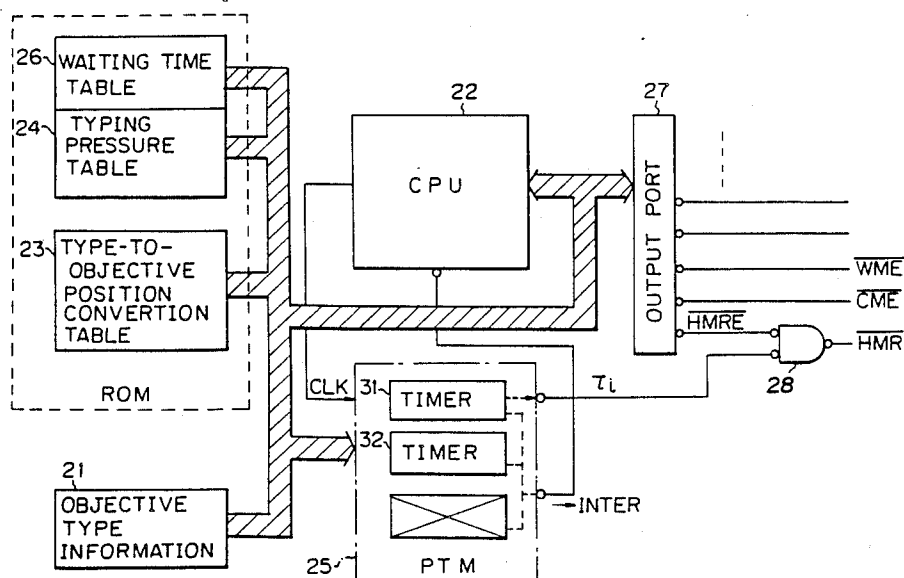 26
WAITING TIME
TABLE
24
TYPING
PRESSURE
TABLE
23
TYPE-TO-
OBJECTIVE
POSITION
CONVERTION
TABLE
ROM
21
OBJECTIVE
TYPE
INFORMATION
22
CPU
27
OUTPUT PORT
WME
CME
HMRE
HMR
28
CLK
31
TIMER
τi
32
TIMER
INTER
25
PTM